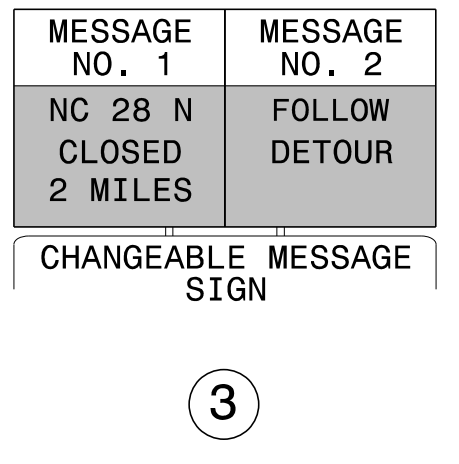 MESSAGE NO. 1
MESSAGE NO. 2
NC 28 N
CLOSED
2 MILES
FOLLOW
DETOUR
CHANGEABLE MESSAGE
SIGN
3